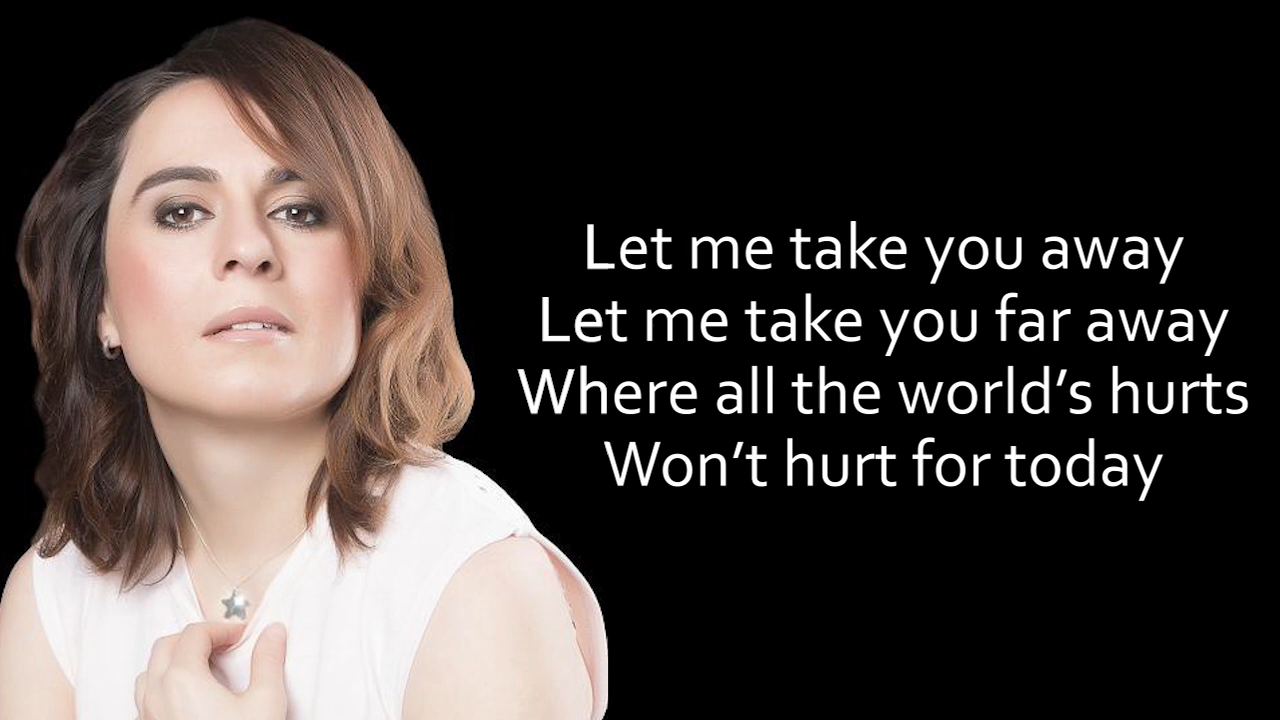 Let me take you away
Let me take you far away
Where all the world’s hurts
Won’t hurt for today